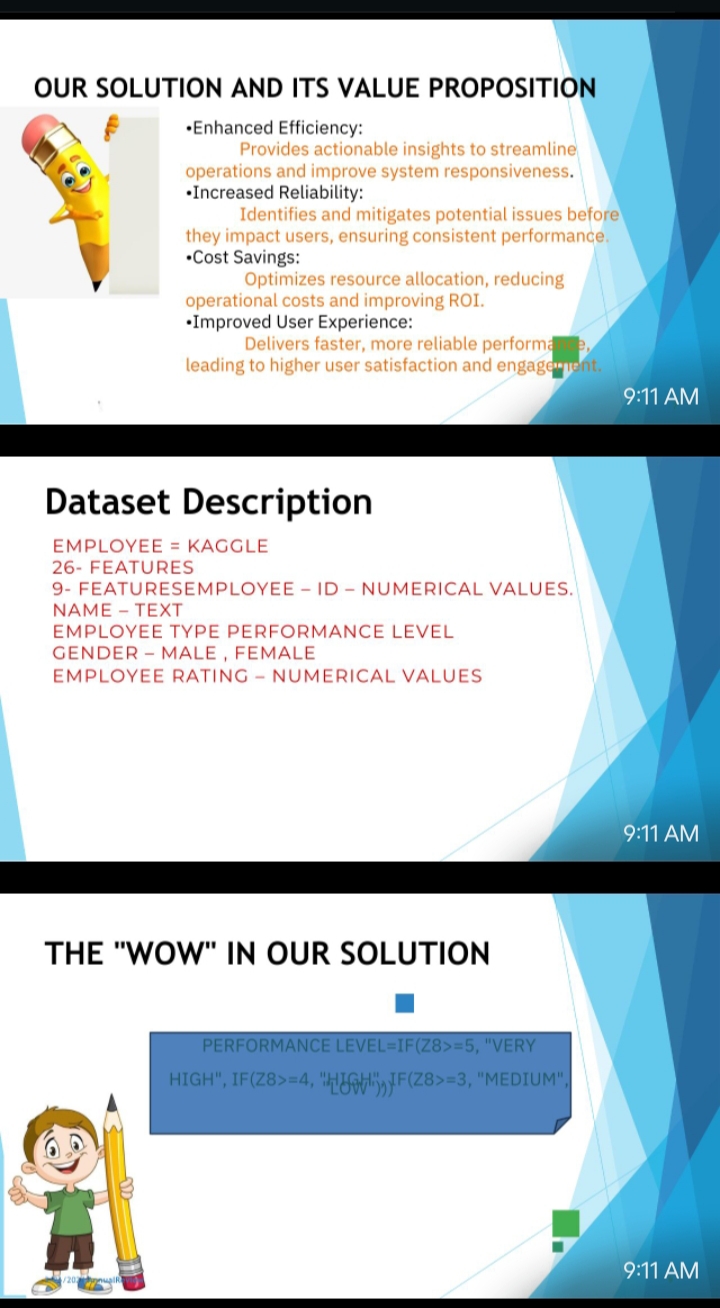 OUR SOLUTION AND ITS VALUE PROPOSITION
•Enhanced Efficiency:
Provides actionable insights to streamline
operations and improve system responsiveness.
•Increased Reliability:
Identifies and mitigates potential issues before
they impact users, ensuring consistent performance.
•Cost Savings:
Optimizes resource allocation, reducing
operational costs and improving ROI.
•Improved User Experience:
Delivers faster, more reliable performance,
leading to higher user satisfaction and engagement.
9:11 AM
Dataset Description
EMPLOYEE = KAGGLE
26- FEATURES
9- FEATURESEMPLOYEE – ID – NUMERICAL VALUES.
NAME – TEXT
EMPLOYEE TYPE PERFORMANCE LEVEL
GENDER – MALE , FEMALE
EMPLOYEE RATING – NUMERICAL VALUES
9:11 AM
THE "WOW" IN OUR SOLUTION
PERFORMANCE LEVEL=IF(Z8>=5, "VERY
HIGH", IF(Z8>=4, "HIGH", IF(Z8>=3, "MEDIUM",
"LOW")))
9:11 AM